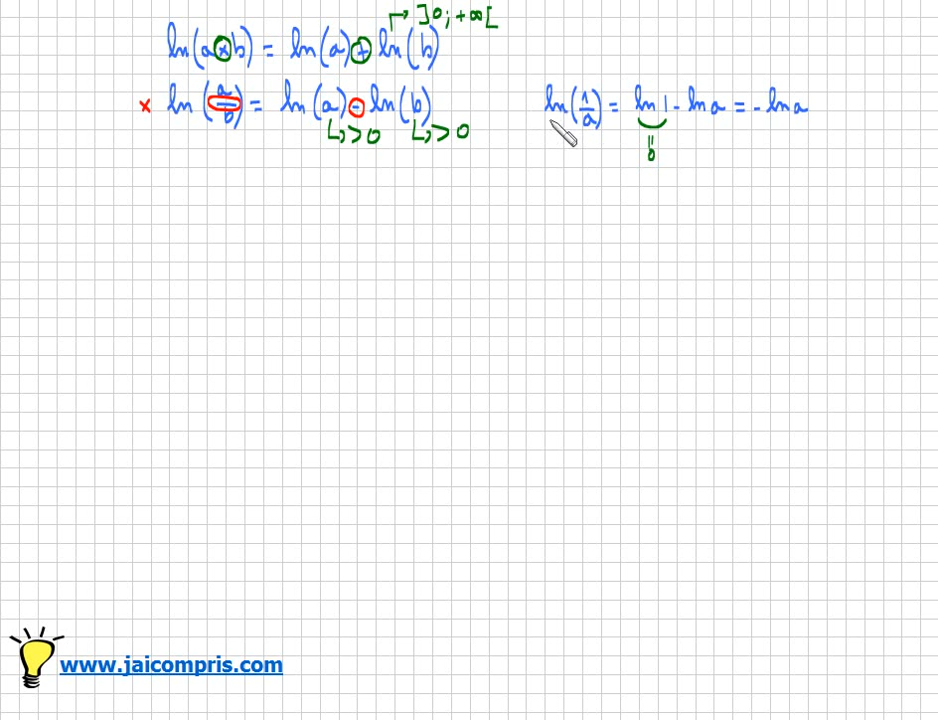 ↦ ]0; +∞[
ln(a×b) = ln(a) + ln(b)
× ln(a/b) = ln(a) - ln(b)
↳ > 0 ↳ > 0
ln(1/a) = ln 1 - ln a = - ln a
= 0
www.jaicompris.com